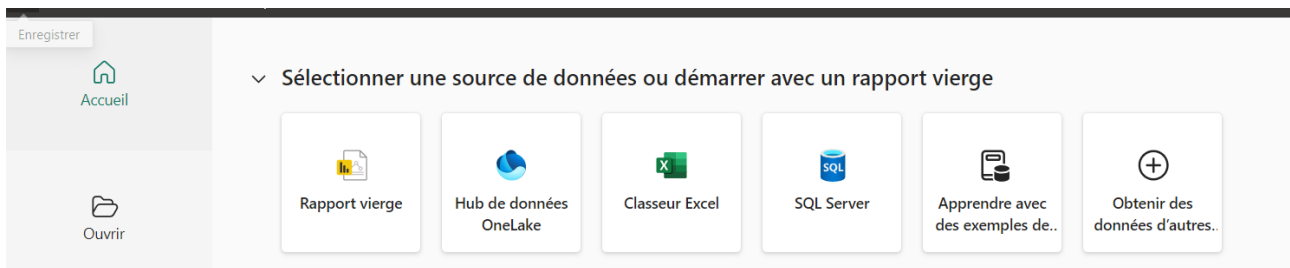 Enregistrer
Accueil
Ouvrir
Sélectionner une source de données ou démarrer avec un rapport vierge
Rapport vierge
Hub de données
OneLake
Classeur Excel
SQL
SQL Server
Apprendre avec
des exemples de..
Obtenir des
données d’autres..